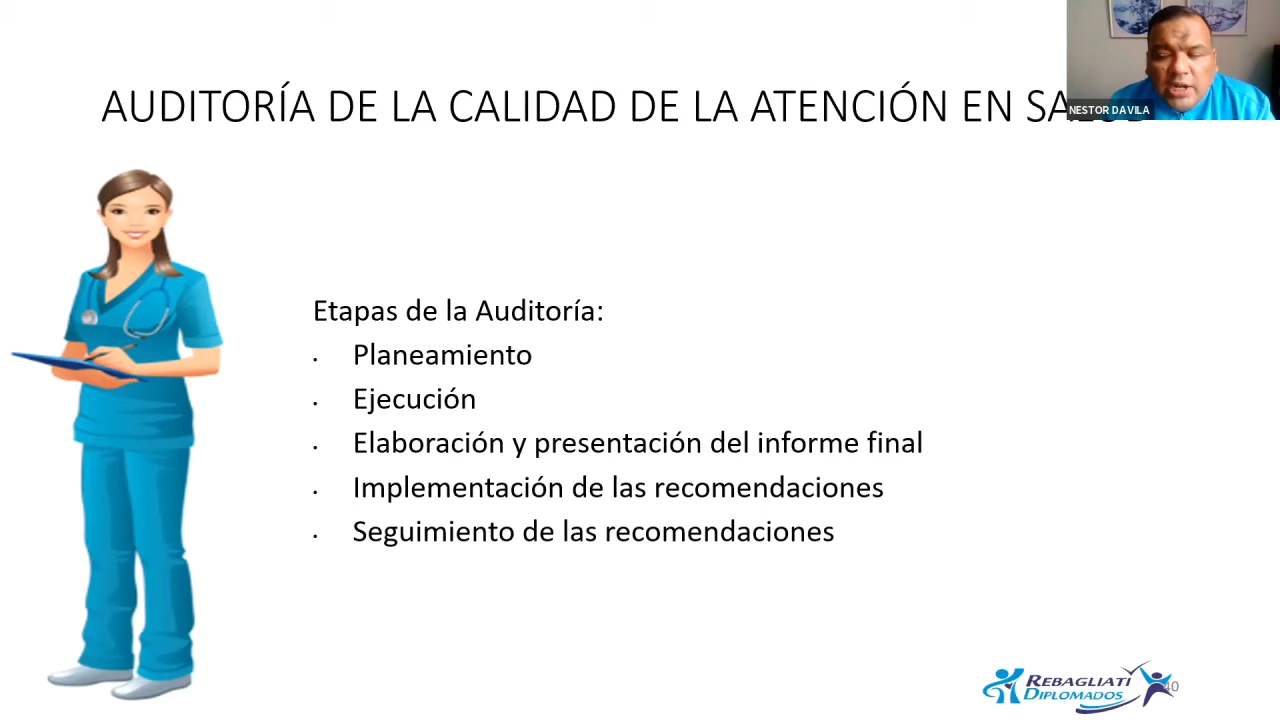 AUDITORÍA DE LA CALIDAD DE LA ATENCIÓN EN
NESTOR DAVILA
Etapas de la Auditoría:
• Planeamiento
• Ejecución
• Elaboración y presentación del informe final
• Implementación de las recomendaciones
• Seguimiento de las recomendaciones
REBAGLIATI
DIPLOMADOS
40